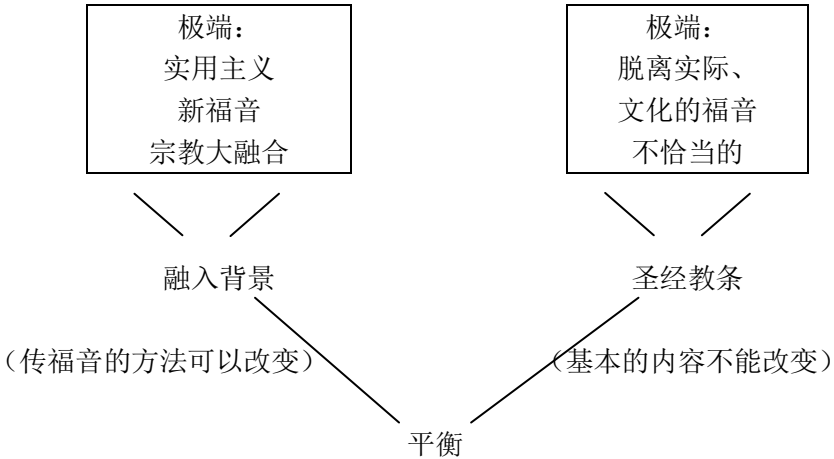 极端：
实用主义
新福音
宗教大融合
极端：
脱离实际、
文化的福音
不恰当的
融入背景
圣经教条
（传福音的方法可以改变）
（基本的内容不能改变）
平衡